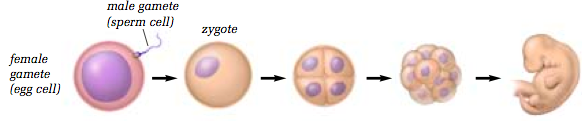 male gamete
(sperm cell)
zygote
female
gamete
(egg cell)